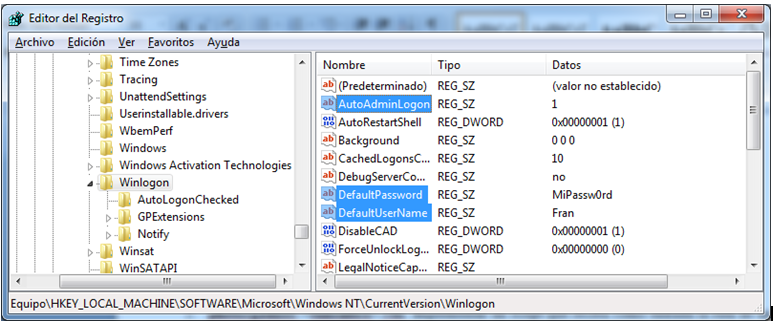 Editor del Registro
Archivo Edición Ver Favoritos Ayuda
Time Zones
Tracing
UnattendSettings
Userinstallable.drivers
WbemPerf
Windows
Windows Activation Technologies
Winlogon
AutoLogonChecked
GPExtensions
Notify
Winsat
WinSATAPI
Nombre Tipo Datos
(Predeterminado) REG_SZ (valor no establecido)
AutoAdminLogon REG_SZ 1
AutoRestartShell REG_DWORD 0x00000001 (1)
Background REG_SZ 0 0 0
CachedLogonsC... REG_SZ 10
DebugServerCo... REG_SZ no
DefaultPassword REG_SZ MiPassw0rd
DefaultUserName REG_SZ Fran
DisableCAD REG_DWORD 0x00000001 (1)
ForceUnlockLog... REG_DWORD 0x00000000 (0)
LegalNoticeCap... REG_SZ
Equipo\HKEY_LOCAL_MACHINE\SOFTWARE\Microsoft\Windows NT\CurrentVersion\Winlogon